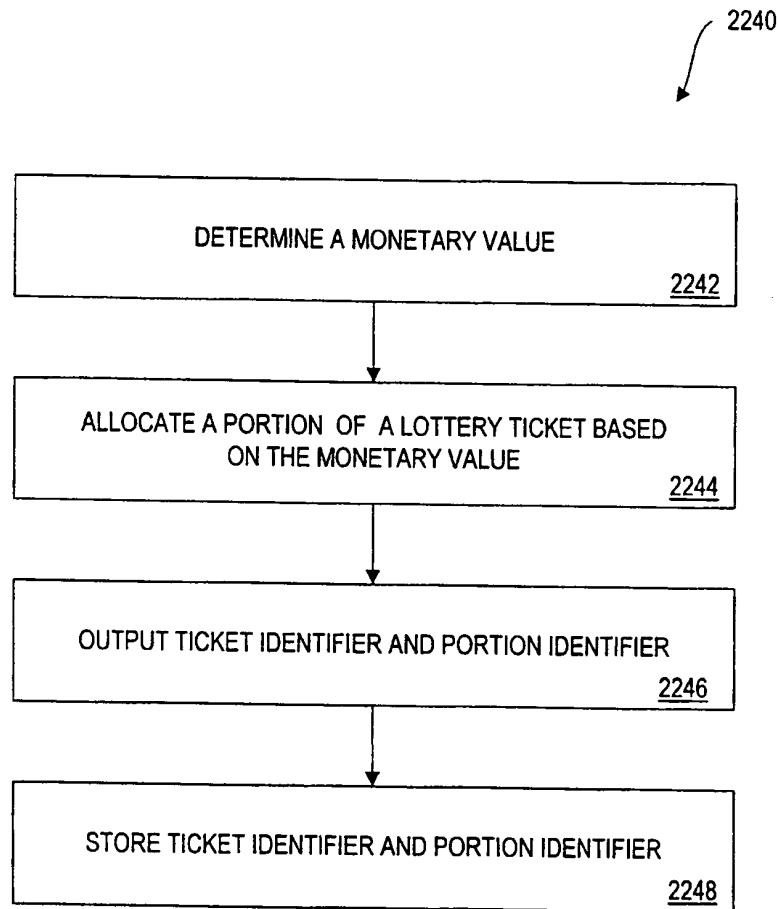 2240
DETERMINE A MONETARY VALUE
2242
ALLOCATE A PORTION OF A LOTTERY TICKET BASED
ON THE MONETARY VALUE
2244
OUTPUT TICKET IDENTIFIER AND PORTION IDENTIFIER
2246
STORE TICKET IDENTIFIER AND PORTION IDENTIFIER
2248